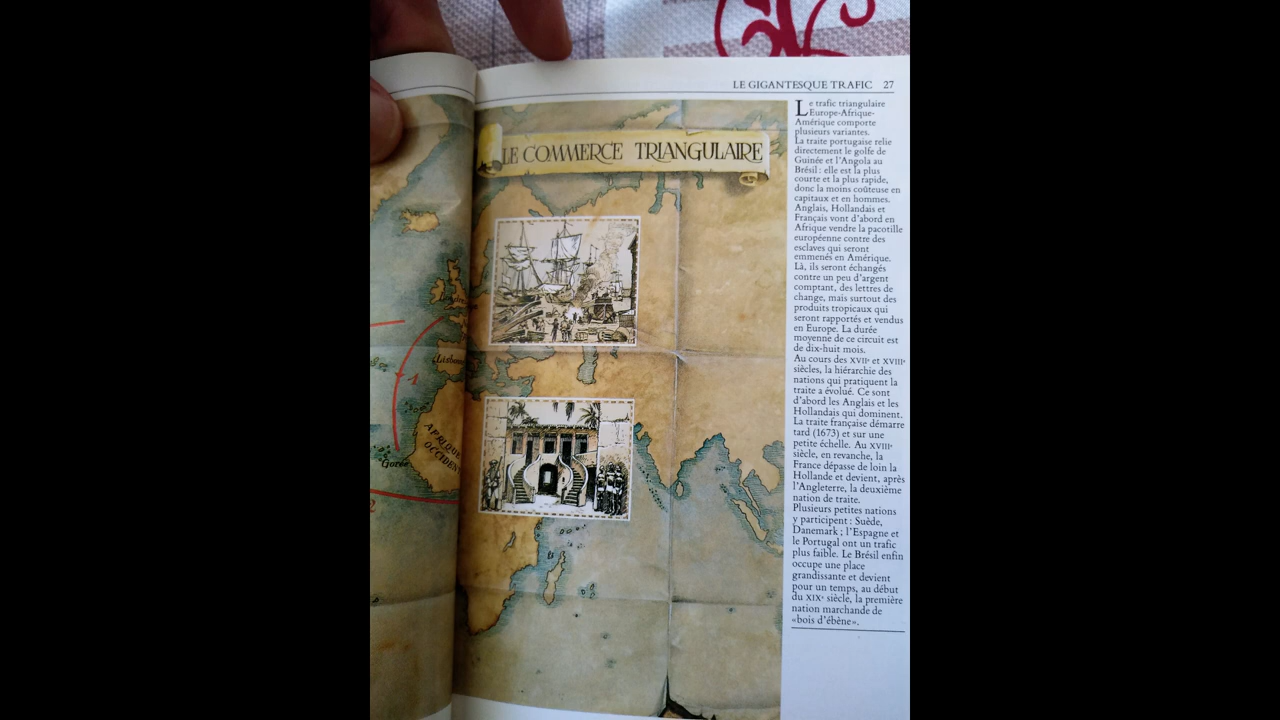 LE GIGANTESQUE TRAFIC 27
LE COMMERCE TRIANGULAIRE
Lisbonne
1
AFRIQUE
OCCIDENT
Gorée
2
Le trafic triangulaire
Europe-Afrique-
Amérique comporte
plusieurs variantes.
La traite portugaise relie
directement le golfe de
Guinée et l'Angola au
Brésil : elle est la plus
courte et la plus rapide,
donc la moins coûteuse en
capitaux et en hommes.
Anglais, Hollandais et
Français vont d'abord en
Afrique vendre la pacotille
européenne contre des
esclaves qui seront
emmenés en Amérique.
Là, ils seront échangés
contre un peu d'argent
comptant, des lettres de
change, mais surtout des
produits tropicaux qui
seront rapportés et vendus
en Europe. La durée
moyenne de ce circuit est
de dix-huit mois.
Au cours des XVIIe et XVIIIe
siècles, la hiérarchie des
nations qui pratiquent la
traite a évolué. Ce sont
d'abord les Anglais et les
Hollandais qui dominent.
La traite française démarre
tard (1673) et sur une
petite échelle. Au XVIIIe
siècle, en revanche, la
France dépasse de loin la
Hollande et devient, après
l'Angleterre, la deuxième
nation de traite.
Plusieurs petites nations
y participent : Suède,
Danemark ; l'Espagne et
le Portugal ont un trafic
plus faible. Le Brésil enfin
occupe une place
grandissante et devient
pour un temps, au début
du XIXe siècle, la première
nation marchande de
«bois d'ébène».